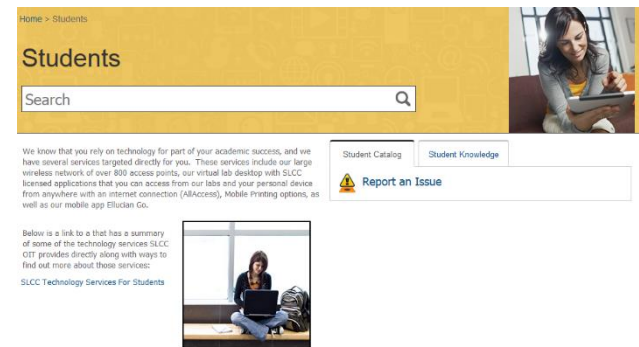 Home > Students
Students
Search
We know that you rely on technology for part of your academic success, and we
have several services targeted directly for you. These services include our large
wireless network of over 800 access points, our virtual lab desktop with SLCC
licensed applications that you can access from our labs and your personal device
from anywhere with an internet connection (AllAccess), Mobile Printing options, as
well as our mobile app Ellucian Go.
Below is a link to a that has a summary
of some of the technology services SLCC
OIT provides directly along with ways to
find out more about those services:
SLCC Technology Services For Students
Student Catalog
Student Knowledge
Report an Issue